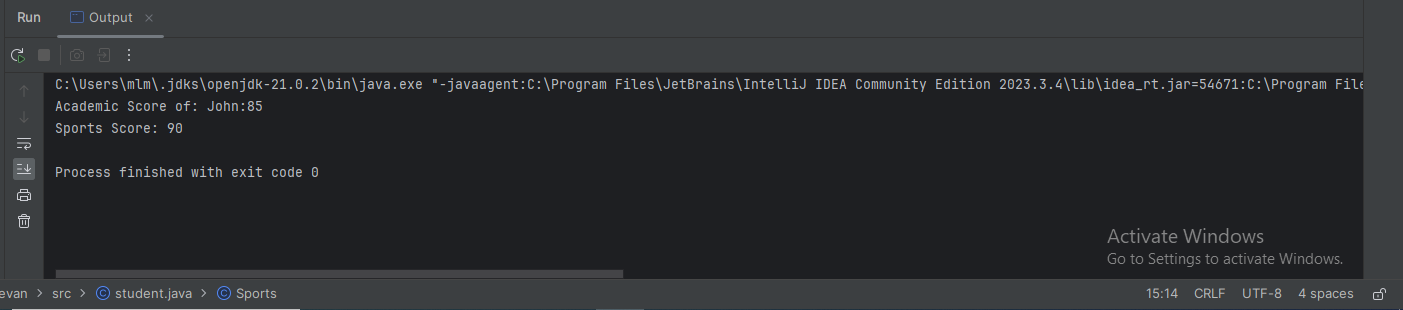 Run Output
C:\Users\mlm\.jdks\openjdk-21.0.2\bin\java.exe "-javaagent:C:\Program Files\JetBrains\IntelliJ IDEA Community Edition 2023.3.4\lib\idea_rt.jar=54671:C:\Program File
Academic Score of: John:85
Sports Score: 90
Process finished with exit code 0
Activate Windows
Go to Settings to activate Windows.
evan > src > student.java > Sports 15:14 CRLF UTF-8 4 spaces